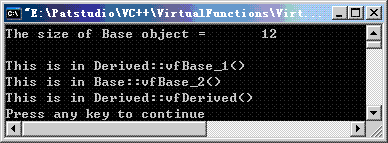 "E:\Patstudio\VC++\VirtualFunctions\Virt...
The size of Base object =        12
This is in Derived::vfBase_1()
This is in Base::vfBase_2()
This is in Derived::vfDerived()
Press any key to continue